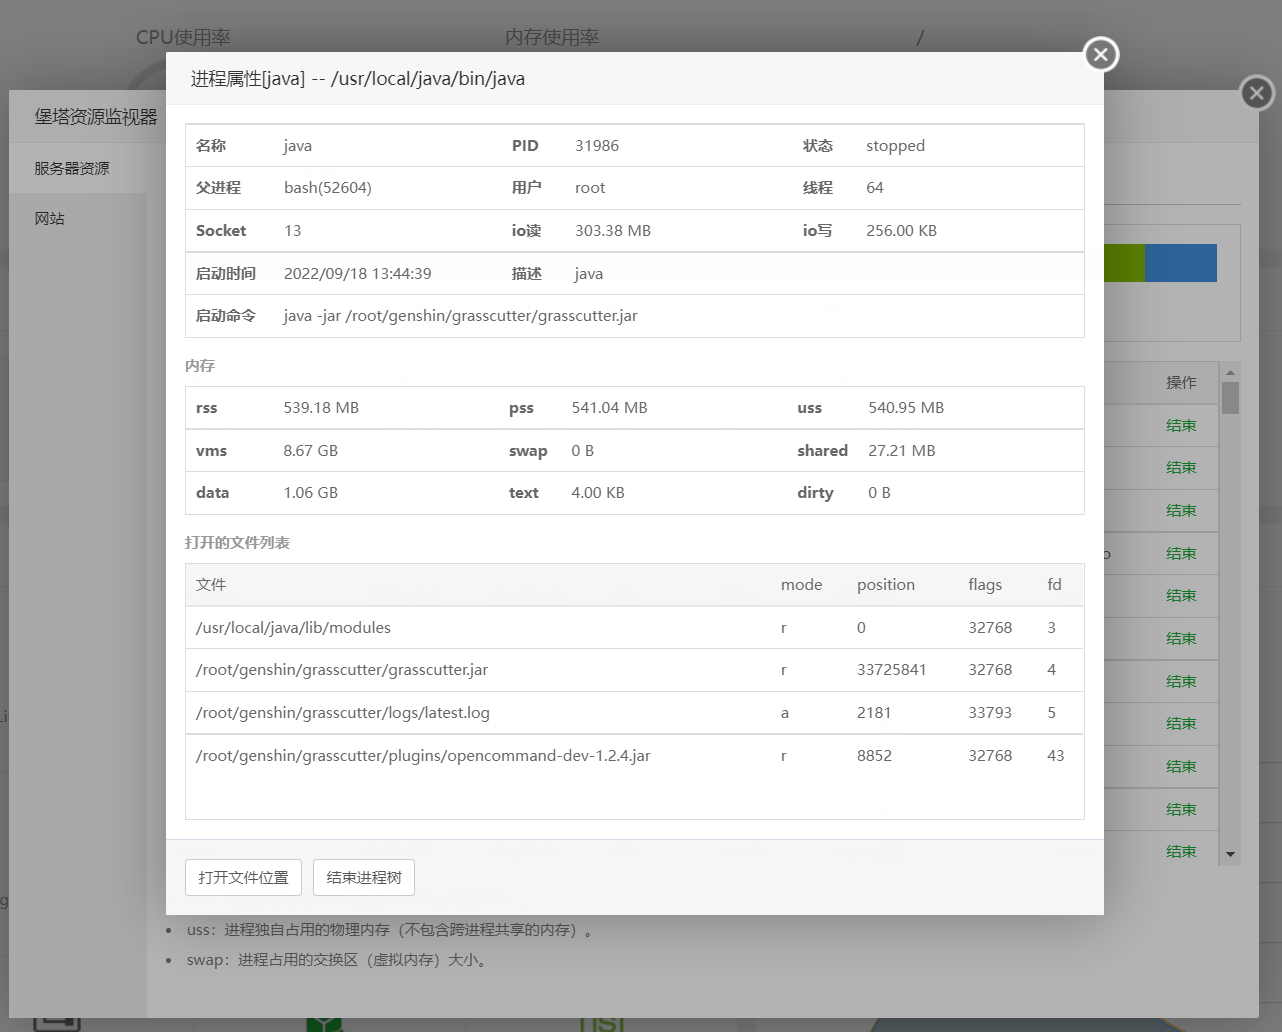 CPU使用率 内存使用率 /
进程属性[java] -- /usr/local/java/bin/java
堡塔资源监视器
服务器资源
网站
名称 java PID 31986 状态 stopped
父进程 bash(52604) 用户 root 线程 64
Socket 13 io读 303.38 MB io写 256.00 KB
启动时间 2022/09/18 13:44:39 描述 java
启动命令 java -jar /root/genshin/grasscutter/grasscutter.jar
内存
rss 539.18 MB pss 541.04 MB uss 540.95 MB
vms 8.67 GB swap 0 B shared 27.21 MB
data 1.06 GB text 4.00 KB dirty 0 B
打开的文件列表
文件 mode position flags fd
/usr/local/java/lib/modules r 0 32768 3
/root/genshin/grasscutter/grasscutter.jar r 33725841 32768 4
/root/genshin/grasscutter/logs/latest.log a 2181 33793 5
/root/genshin/grasscutter/plugins/opencommand-dev-1.2.4.jar r 8852 32768 43
打开文件位置 结束进程树
操作
结束
结束
结束
结束
结束
结束
结束
结束
结束
结束
结束
• uss：进程独自占用的物理内存（不包含跨进程共享的内存）。
• swap：进程占用的交换区（虚拟内存）大小。